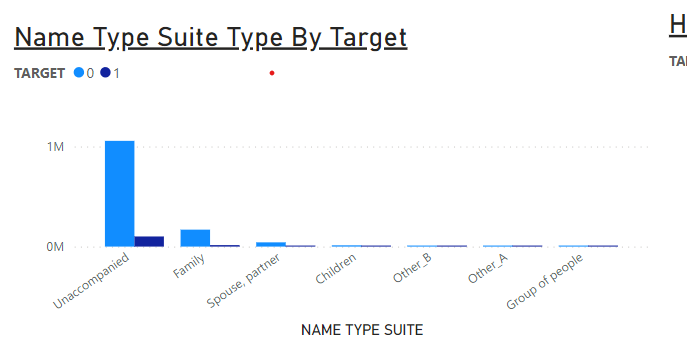 Name Type Suite Type By Target
H
TARGET 0 1
TA
1M
0M
Unaccompanied
Family
Spouse, partner
Children
Other_B
Other_A
Group of people
NAME TYPE SUITE